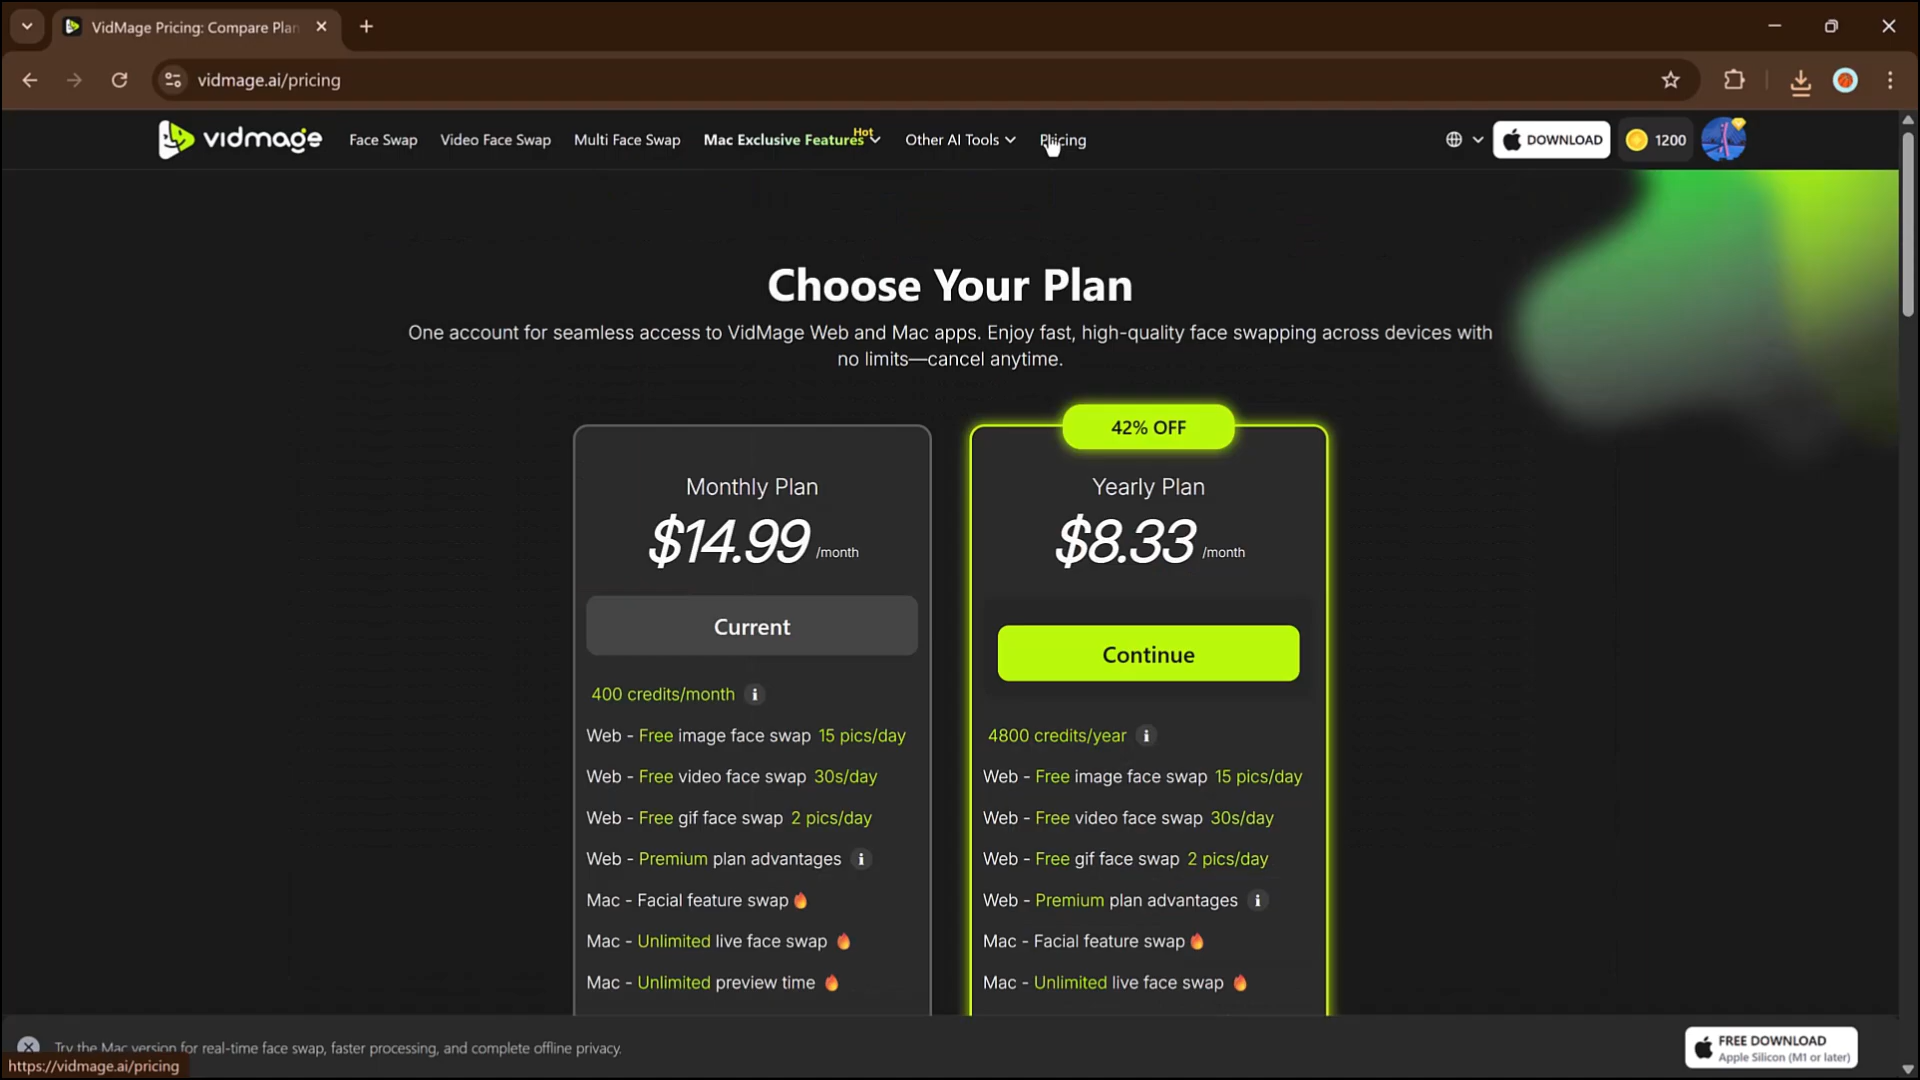 VidMage Pricing: Compare Plan
vidmage.ai/pricing
vidmage
Face Swap
Video Face Swap
Multi Face Swap
Mac Exclusive Features
Hot
Other AI Tools
Pricing
DOWNLOAD
1200
Choose Your Plan
One account for seamless access to VidMage Web and Mac apps. Enjoy fast, high-quality face swapping across devices with
no limits—cancel anytime.
Monthly Plan
$14.99 /month
Current
400 credits/month
Web - Free image face swap 15 pics/day
Web - Free video face swap 30s/day
Web - Free gif face swap 2 pics/day
Web - Premium plan advantages
Mac - Facial feature swap
Mac - Unlimited live face swap
Mac - Unlimited preview time
42% OFF
Yearly Plan
$8.33 /month
Continue
4800 credits/year
Web - Free image face swap 15 pics/day
Web - Free video face swap 30s/day
Web - Free gif face swap 2 pics/day
Web - Premium plan advantages
Mac - Facial feature swap
Mac - Unlimited live face swap
Try the Mac version for real-time face swap, faster processing, and complete offline privacy.
FREE DOWNLOAD
Apple Silicon (M1 or later)
https://vidmage.ai/pricing